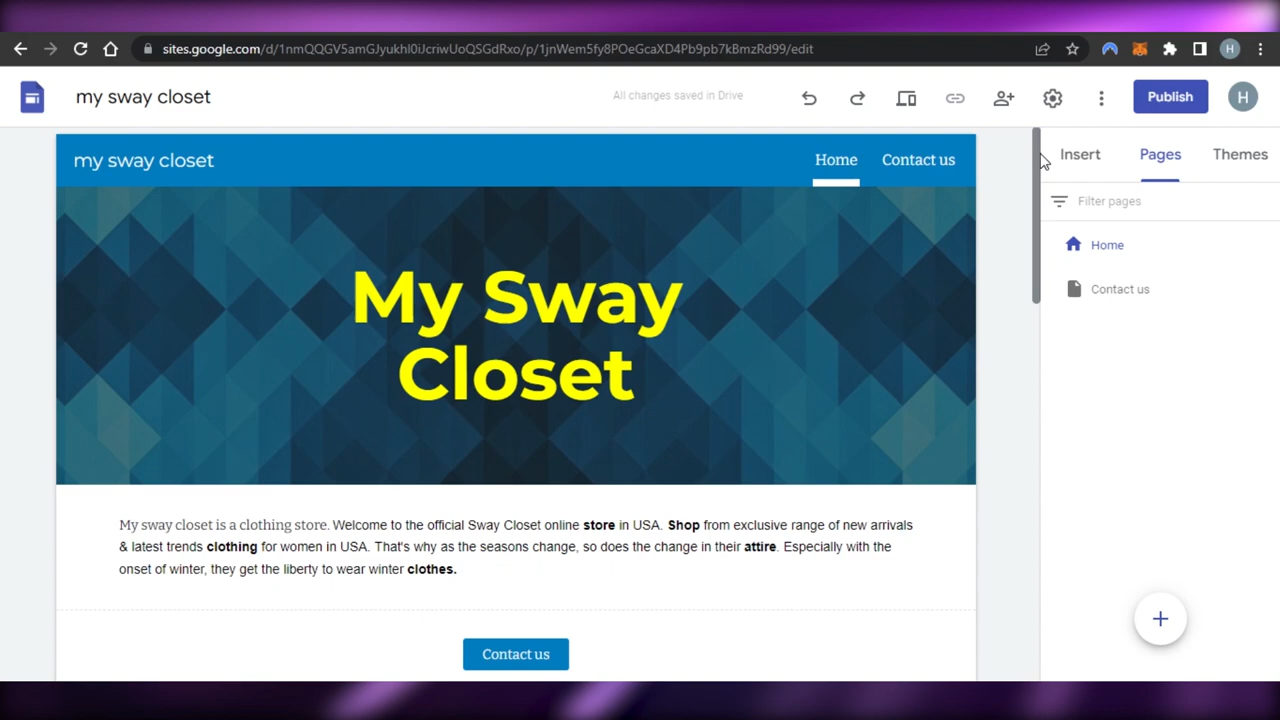 sites.google.com/d/1nmQQGV5amGJyukhl0iJcriwUoQSGdRxo/p/1jnWem5fy8POeGcaXD4Pb9pb7kBmzRd99/edit
H
my sway closet
All changes saved in Drive
Publish
H
my sway closet
Home
Contact us
Insert
Pages
Themes
Filter pages
Home
Contact us
My Sway
Closet
My sway closet is a clothing store. Welcome to the official Sway Closet online store in USA. Shop from exclusive range of new arrivals
& latest trends clothing for women in USA. That's why as the seasons change, so does the change in their attire. Especially with the
onset of winter, they get the liberty to wear winter clothes.
Contact us